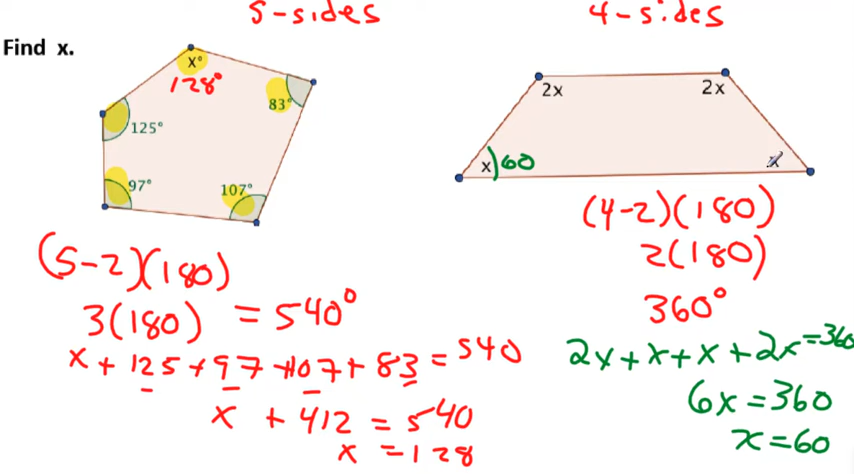 5-sides
4-sides
Find x.
x°
128°
83°
125°
97°
107°
2x
2x
x
60
x
(5-2)(180)
3(180) = 540°
x + 125 + 97 + 107 + 83 = 540
x + 412 = 540
x = 128
(4-2)(180)
2(180)
360°
2x + x + x + 2x = 360
6x = 360
x = 60